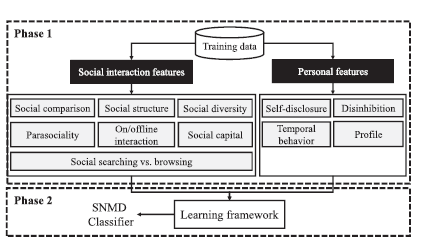 Phase 1
Training data
Social interaction features
Personal features
Social comparison
Social structure
Social diversity
Self-disclosure
Disinhibition
Parasociality
On/offline
interaction
Social capital
Temporal
behavior
Profile
Social searching vs. browsing
Phase 2
SNMD
Classifier
Learning framework